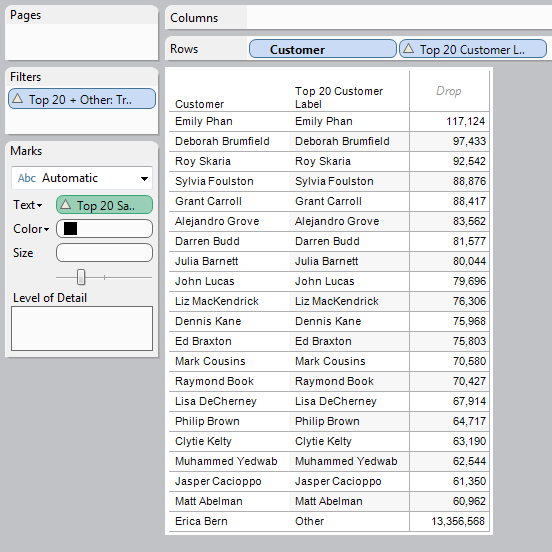 Pages
Columns
Rows Customer Top 20 Customer L..
Filters
Top 20 + Other: Tr..
Marks
Abc Automatic
Text Top 20 Sa..
Color
Size
Level of Detail
Customer Top 20 Customer Label Drop
Emily Phan Emily Phan 117,124
Deborah Brumfield Deborah Brumfield 97,433
Roy Skaria Roy Skaria 92,542
Sylvia Foulston Sylvia Foulston 88,876
Grant Carroll Grant Carroll 88,417
Alejandro Grove Alejandro Grove 83,562
Darren Budd Darren Budd 81,577
Julia Barnett Julia Barnett 80,044
John Lucas John Lucas 79,696
Liz MacKendrick Liz MacKendrick 76,306
Dennis Kane Dennis Kane 75,968
Ed Braxton Ed Braxton 75,803
Mark Cousins Mark Cousins 70,580
Raymond Book Raymond Book 70,427
Lisa DeCherney Lisa DeCherney 67,914
Philip Brown Philip Brown 64,717
Clytie Kelty Clytie Kelty 63,190
Muhammed Yedwab Muhammed Yedwab 62,544
Jasper Cacioppo Jasper Cacioppo 61,350
Matt Abelman Matt Abelman 60,962
Erica Bern Other 13,356,568